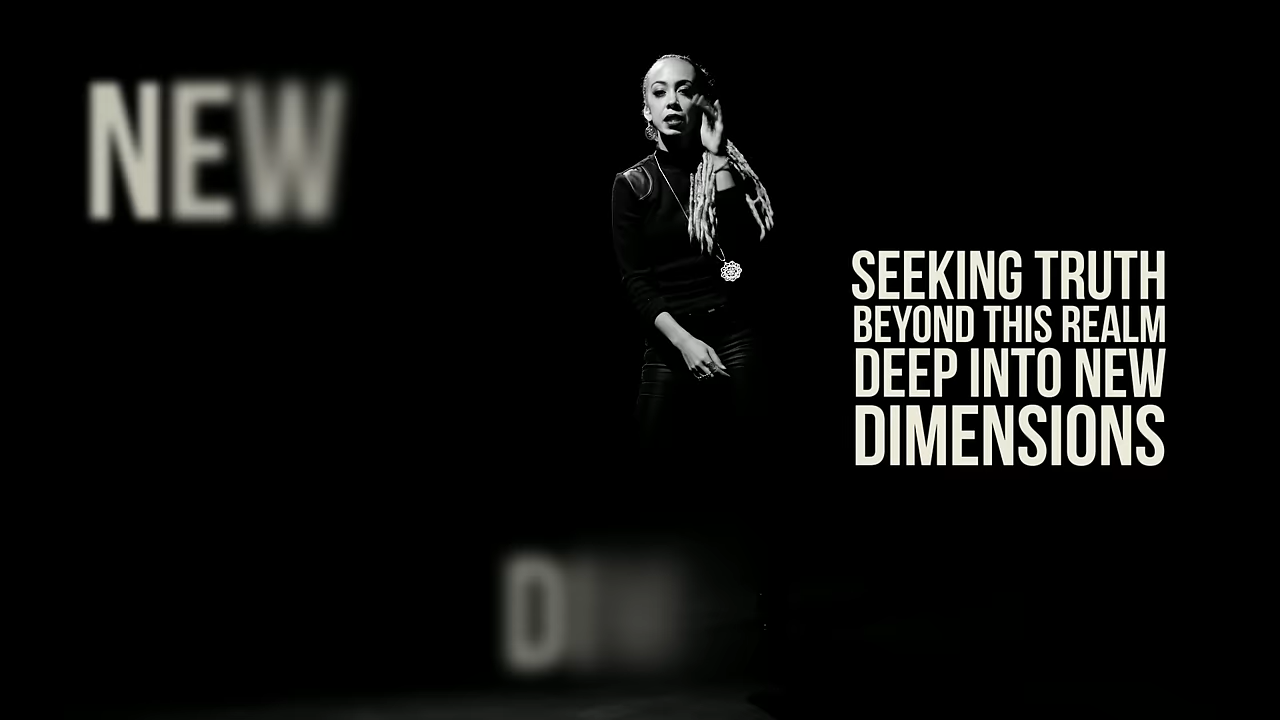 NEW
SEEKING TRUTH
BEYOND THIS REALM
DEEP INTO NEW
DIMENSIONS